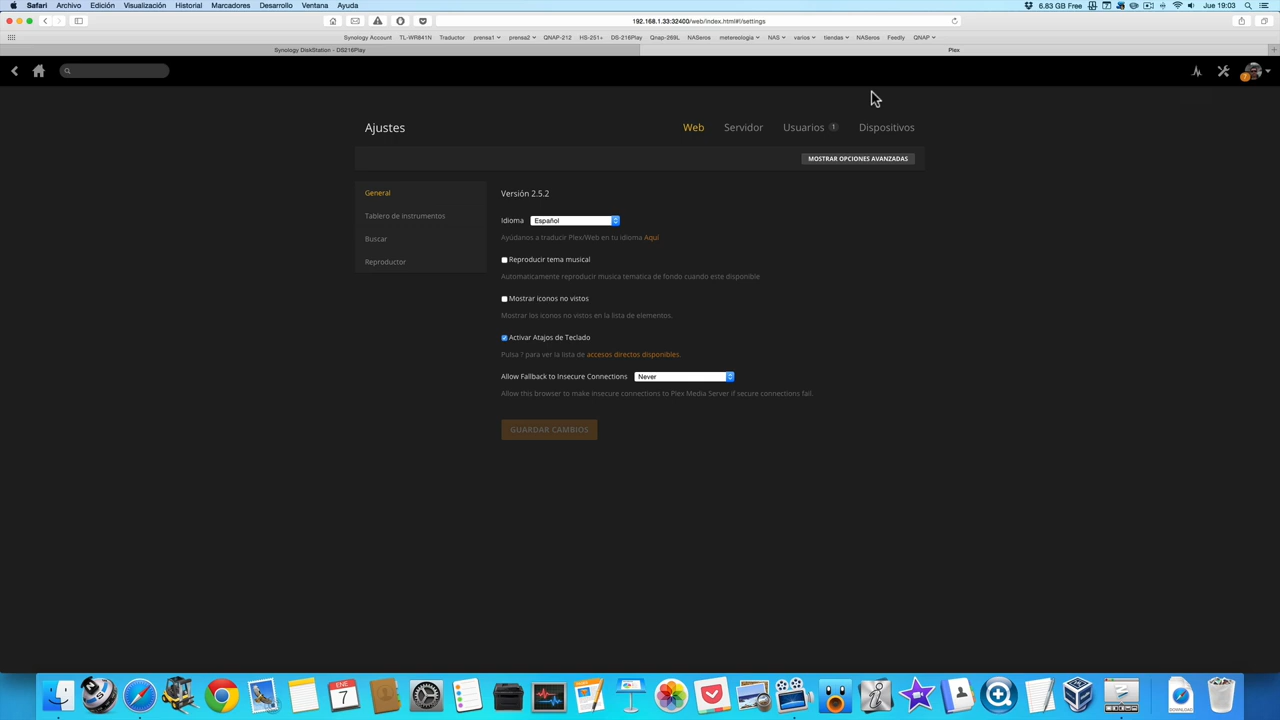 Safari Archivo Edición Visualización Historial Marcadores Desarrollo Ventana Ayuda 6.83 GB Free Jue 19:03
192.168.1.33:32400/web/index.html#!/settings
Synology Account TL-WR841N Traductor prensa1 prensa2 QNAP-212 HS-251+ DS-216Play Qnap-269L NASeros metereologia NAS varios tiendas NASeros Feedly QNAP
Synology DiskStation - DS216Play Plex
7
Ajustes Web Servidor Usuarios 1 Dispositivos
MOSTRAR OPCIONES AVANZADAS
General
Tablero de instrumentos
Buscar
Reproductor
Versión 2.5.2
Idioma Español
Ayúdanos a traducir Plex/Web en tu idioma Aquí
Reproducir tema musical
Automaticamente reproducir musica tematica de fondo cuando este disponible
Mostrar iconos no vistos
Mostrar los iconos no vistos en la lista de elementos.
Activar Atajos de Teclado
Pulsa ? para ver la lista de accesos directos disponibles.
Allow Fallback to Insecure Connections Never
Allow this browser to make insecure connections to Plex Media Server if secure connections fail.
GUARDAR CAMBIOS
ENE
7
DOWNLOAD